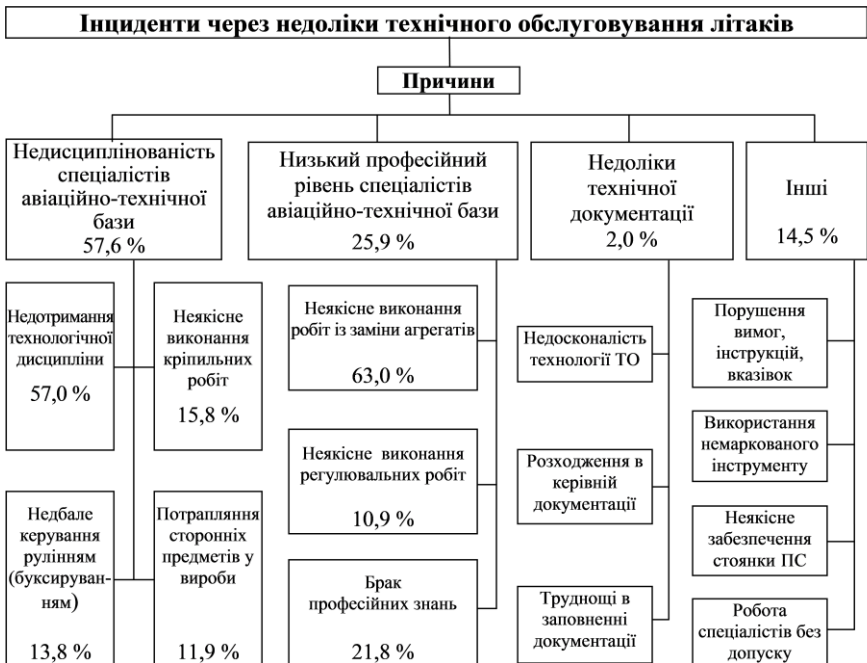 Інциденти через недоліки технічного обслуговування літаків
Причини
Недисциплінованість
спеціалістів
авіаційно-технічної
бази
57,6 %
Низький професійний
рівень спеціалістів
авіаційно-технічної бази
25,9 %
Недоліки
технічної
документації
2,0 %
Інші
14,5 %
Недотримання
технологічної
дисципліни
57,0 %
Неякісне
виконання
кріпильних
робіт
15,8 %
Недбале
керування
рулінням
(буксируван-
ням)
13,8 %
Потрапляння
сторонніх
предметів у
вироби
11,9 %
Неякісне виконання
робіт із заміни агрегатів
63,0 %
Неякісне виконання
регулювальних робіт
10,9 %
Брак
професійних знань
21,8 %
Недосконалість
технології ТО
Розходження в
керівній
документації
Труднощі в
заповненні
документації
Порушення
вимог,
інструкцій,
вказівок
Використання
немаркованого
інструменту
Неякісне
забезпечення
стоянки ПС
Робота
спеціалістів без
допуску